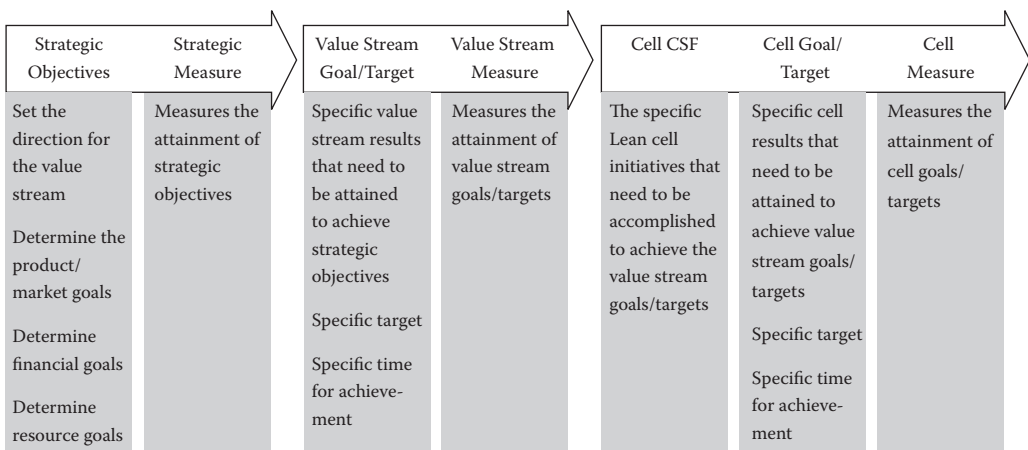 Strategic
Objectives
Strategic
Measure
Value Stream
Goal/Target
Value Stream
Measure
Cell CSF
Cell Goal/
Target
Cell
Measure
Set the
direction for
the value
stream
Determine the
product/
market goals
Determine
financial goals
Determine
resource goals
Measures the
attainment of
strategic
objectives
Specific value
stream results
that need to
be attained
to achieve
strategic
objectives
Specific target
Specific time
for achieve-
ment
Measures the
attainment of
value stream
goals/targets
The specific
Lean cell
initiatives that
need to be
accomplished
to achieve the
value stream
goals/targets
Specific cell
results that
need to be
attained to
achieve value
stream goals/
targets
Specific target
Specific time
for achieve-
ment
Measures the
attainment of
cell goals/
targets